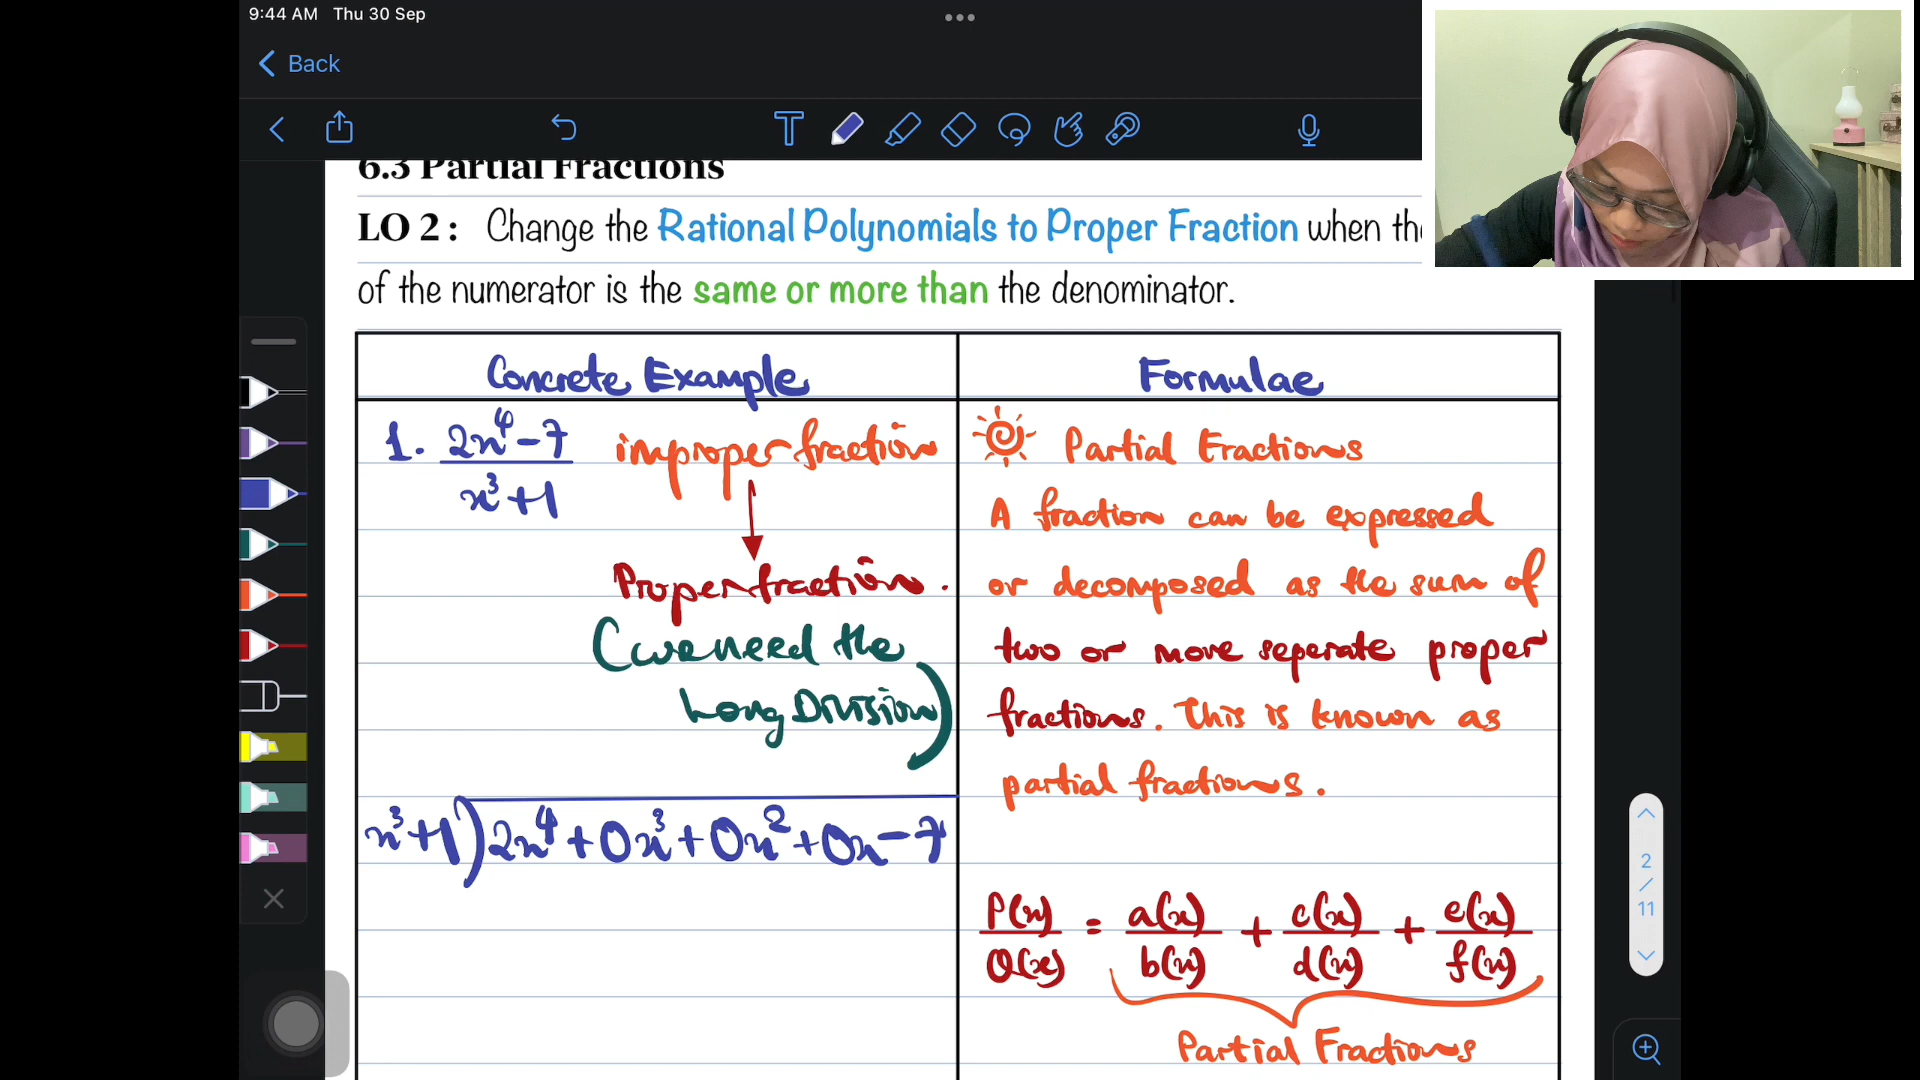 9:44 AM Thu 30 Sep
Back
6.3 Partial Fractions
LO 2 : Change the Rational Polynomials to Proper Fraction when the
of the numerator is the same or more than the denominator.
Concrete Example
1. 2x⁴ - 7 / x³ + 1 improper fraction
Proper fraction.
(we need the
Long Division)
x³ + 1 ) 2x⁴ + 0x³ + 0x² + 0x - 7
Formulae
Partial Fractions
A fraction can be expressed
or decomposed as the sum of
two or more seperate proper
fractions. This is known as
partial fractions.
P(x) / Q(x) = a(x) / b(x) + c(x) / d(x) + e(x) / f(x)
Partial Fractions
2
/
11